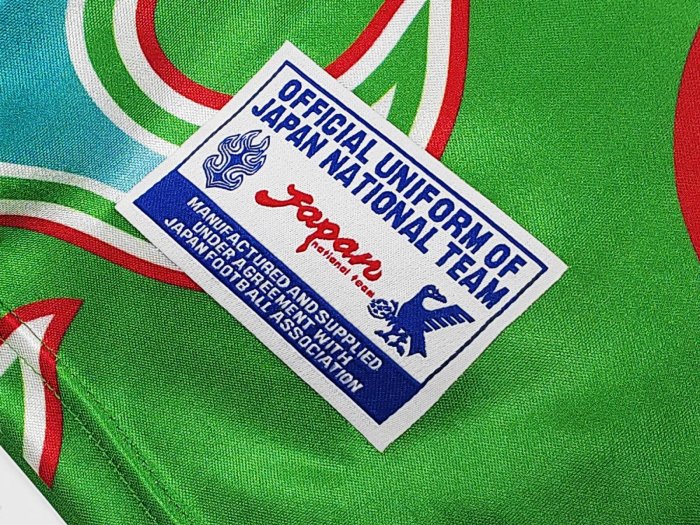 OFFICIAL UNIFORM OF
JAPAN NATIONAL TEAM
Japan
national team
MANUFACTURED AND SUPPLIED
UNDER AGREEMENT WITH
JAPAN FOOTBALL ASSOCIATION